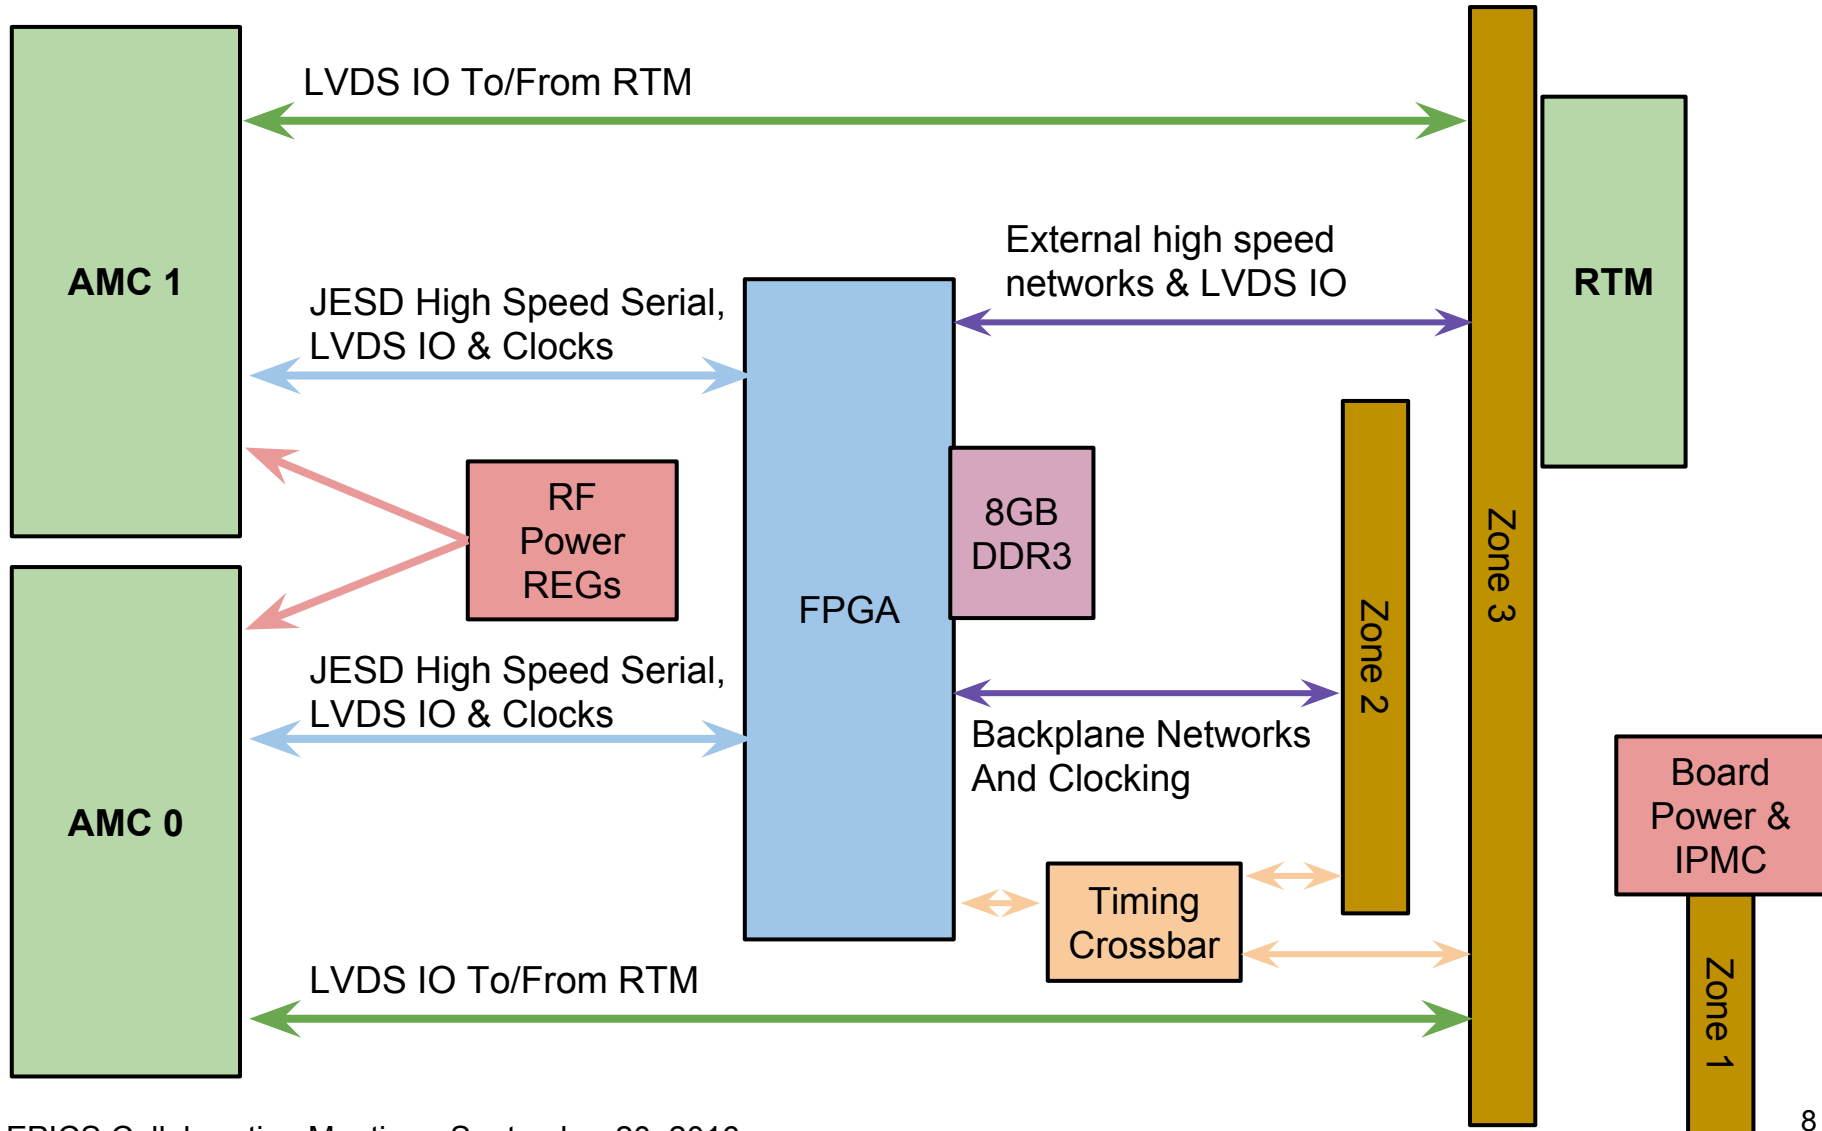 LVDS IO To/From RTM
AMC 1
External high speed
networks & LVDS IO
RTM
JESD High Speed Serial,
LVDS IO & Clocks
RF
Power
REGs
8GB
DDR3
Zone 3
FPGA
Zone 2
JESD High Speed Serial,
LVDS IO & Clocks
Backplane Networks
And Clocking
AMC 0
Board
Power &
IPMC
Timing
Crossbar
LVDS IO To/From RTM
Zone 1
8